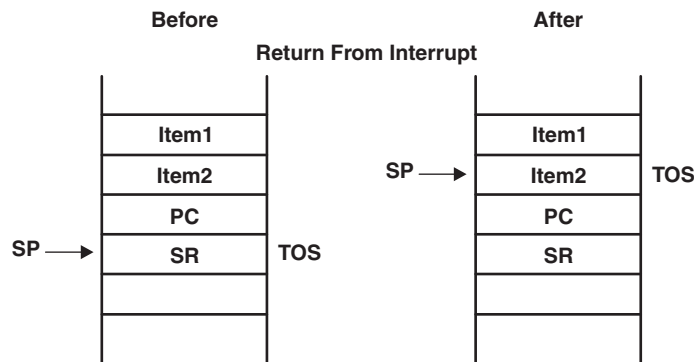 Before
After
Return From Interrupt
Item1
Item2
PC
SP
SR
TOS
Item1
SP
Item2
TOS
PC
SR